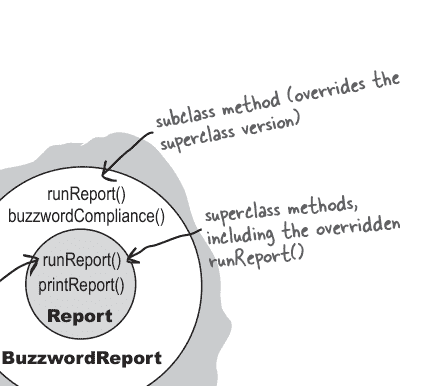 subclass method (overrides the
superclass version)
runReport()
buzzwordCompliance()
superclass methods,
including the overridden
runReport()
runReport()
printReport()
Report
BuzzwordReport